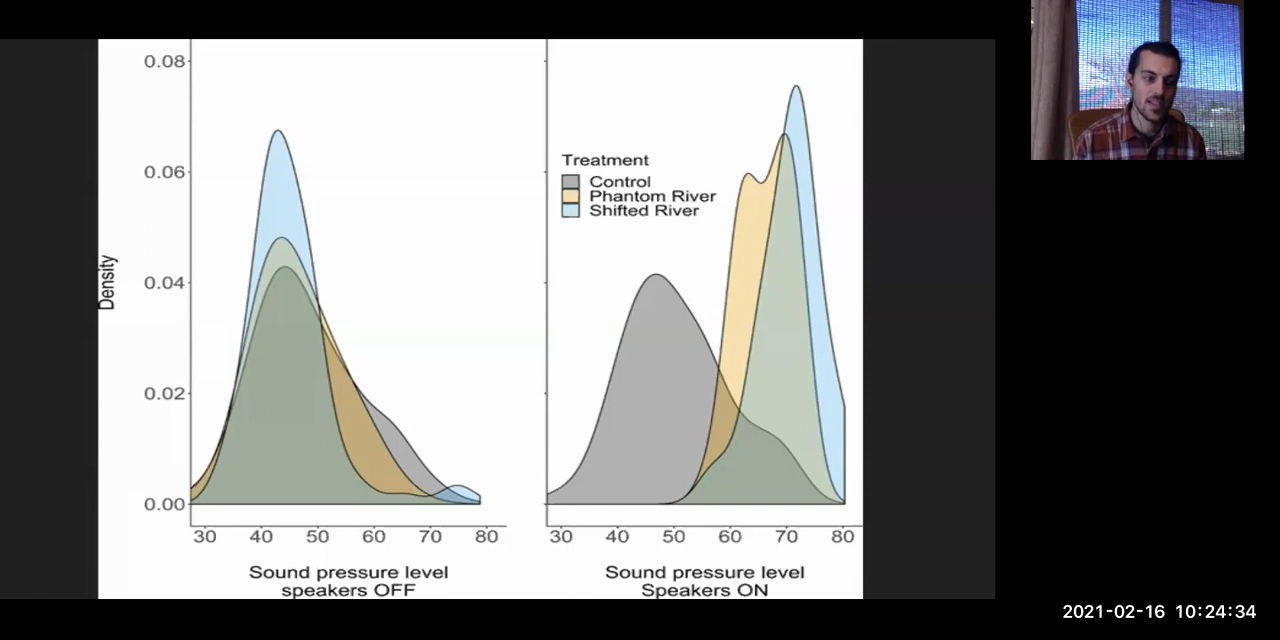 0.08
0.06
0.04
0.02
0.00
Density
30 40 50 60 70 80
Sound pressure level
speakers OFF
Treatment
Control
Phantom River
Shifted River
30 40 50 60 70 80
Sound pressure level
Speakers ON
2021-02-16 10:24:34